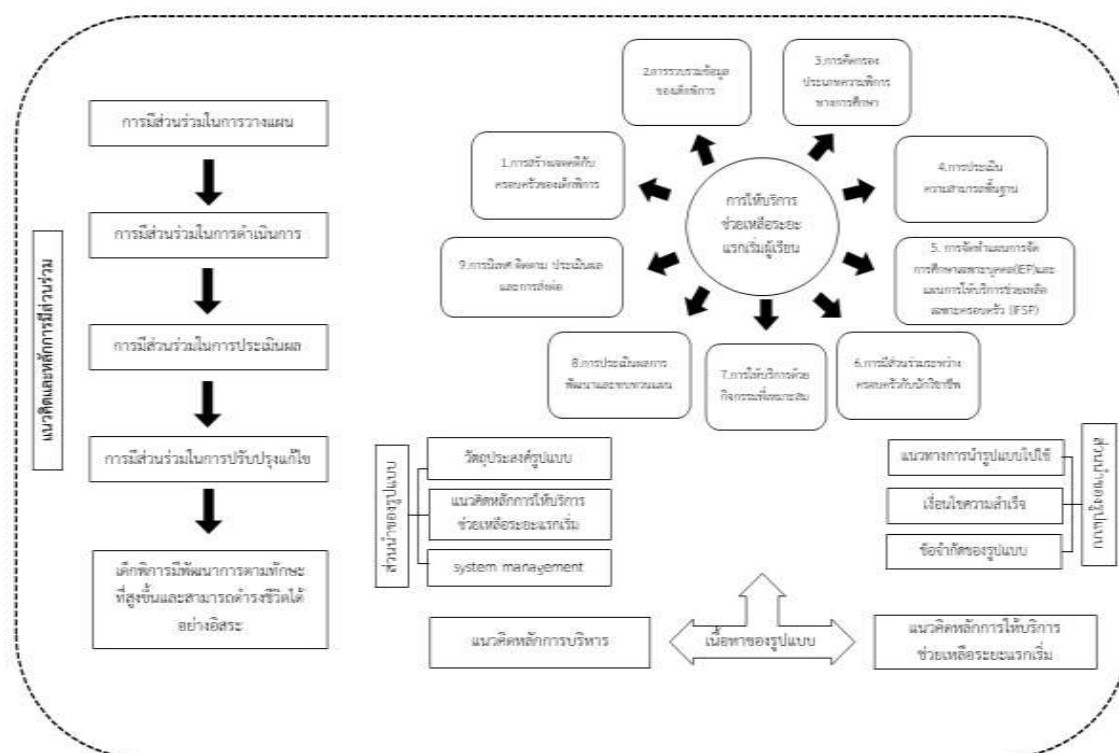 แนวคิดและหลักการมีส่วนร่วม
การมีส่วนร่วมในการวางแผน
การมีส่วนร่วมในการดำเนินการ
การมีส่วนร่วมในการประเมินผล
การมีส่วนร่วมในการปรับปรุงแก้ไข
เด็กพิการมีพัฒนาการตามทักษะ
ที่สูงขึ้นและสามารถดำรงชีวิตได้
อย่างอิสระ
การให้บริการ
ช่วยเหลือระยะ
แรกเริ่มผู้เรียน
1.การสร้างเจตคติกับ
ครอบครัวของเด็กพิการ
2.การรวบรวมข้อมูล
ของเด็กพิการ
3.การคัดกรอง
ประเภทความพิการ
ทางการศึกษา
4.การประเมิน
ความสามารถพื้นฐาน
5. การจัดทำแผนการจัด
การศึกษาเฉพาะบุคคล(IEP)และ
แผนการให้บริการช่วยเหลือ
เฉพาะครอบครัว (IFSP)
6.การมีส่วนร่วมระหว่าง
ครอบครัวกับนักวิชาชีพ
7.การให้บริการด้วย
กิจกรรมที่เหมาะสม
8.การประเมินผลการ
พัฒนาและทบทวนแผน
9.การนิเทศ ติดตาม ประเมินผล
และการส่งต่อ
ส่วนนำของรูปแบบ
วัตถุประสงค์รูปแบบ
แนวคิดหลักการให้บริการ
ช่วยเหลือระยะแรกเริ่ม
system management
ส่วนนำของรูปแบบ
แนวทางการนำรูปแบบไปใช้
เงื่อนไขความสำเร็จ
ข้อจำกัดของรูปแบบ
แนวคิดหลักการบริหาร
เนื้อหาของรูปแบบ
แนวคิดหลักการให้บริการ
ช่วยเหลือระยะแรกเริ่ม